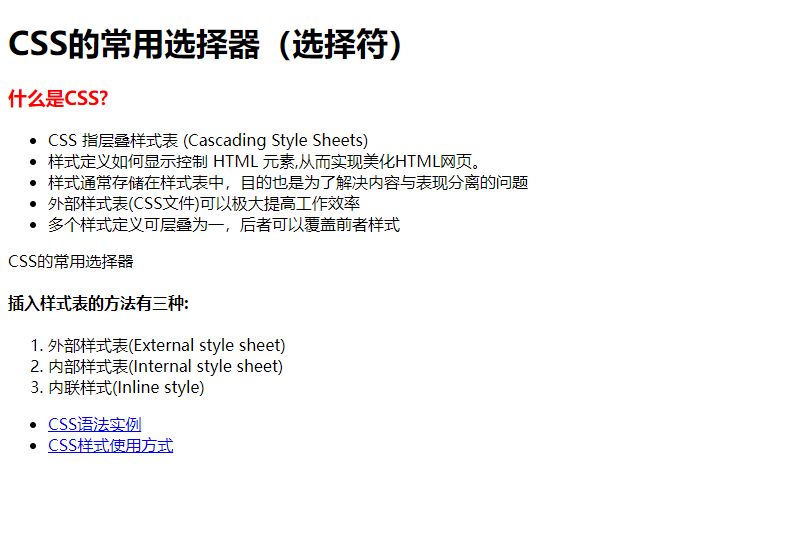 CSS的常用选择器（选择符）
什么是CSS?
CSS 指层叠样式表 (Cascading Style Sheets)
样式定义如何显示控制 HTML 元素,从而实现美化HTML网页。
样式通常存储在样式表中，目的也是为了解决内容与表现分离的问题
外部样式表(CSS文件)可以极大提高工作效率
多个样式定义可层叠为一，后者可以覆盖前者样式
CSS的常用选择器
插入样式表的方法有三种:
1. 外部样式表(External style sheet)
2. 内部样式表(Internal style sheet)
3. 内联样式(Inline style)
CSS语法实例
CSS样式使用方式